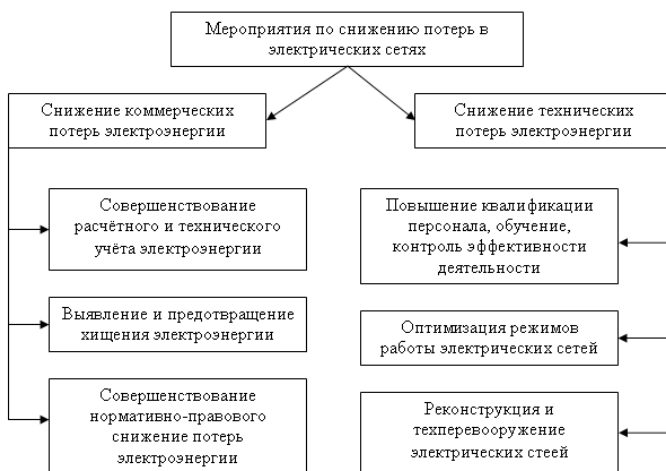 Мероприятия по снижению потерь в
электрических сетях
Снижение коммерческих
потерь электроэнергии
Снижение технических
потерь электроэнергии
Совершенствование
расчётного и технического
учёта электроэнергии
Повышение квалификации
персонала, обучение,
контроль эффективности
деятельности
Выявление и предотвращение
хищения электроэнергии
Оптимизация режимов
работы электрических сетей
Совершенствование
нормативно-правового
снижение потерь
электроэнергии
Реконструкция и
техперевооружение
электрических стеей